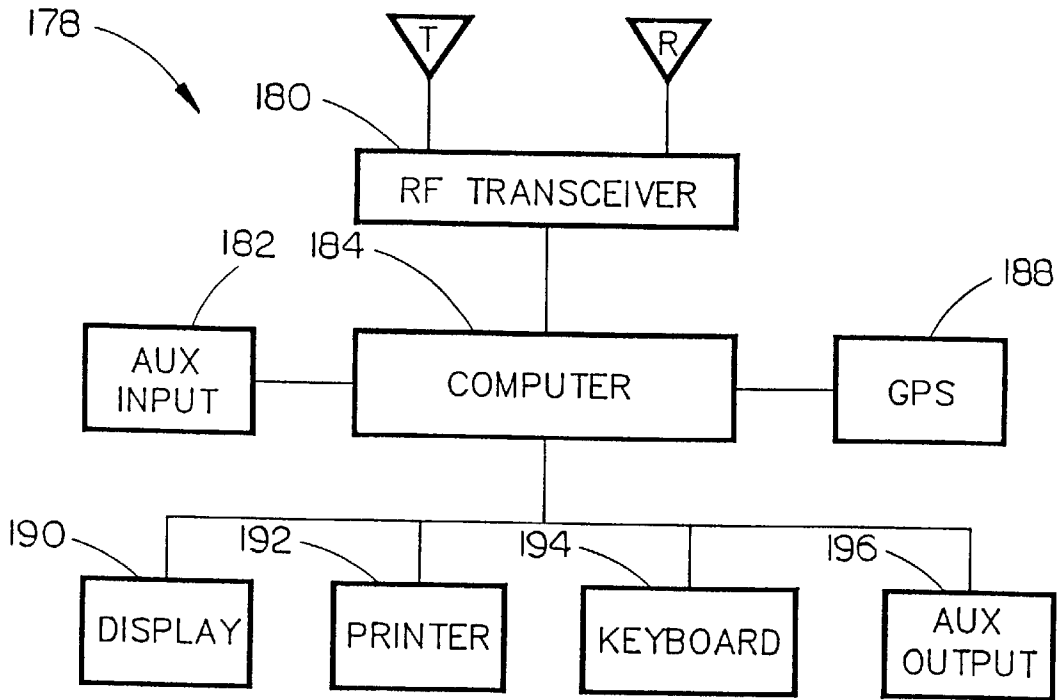 178
T
R
180
RF TRANSCEIVER
182
184
188
AUX
INPUT
COMPUTER
GPS
190
192
194
196
DISPLAY
PRINTER
KEYBOARD
AUX
OUTPUT